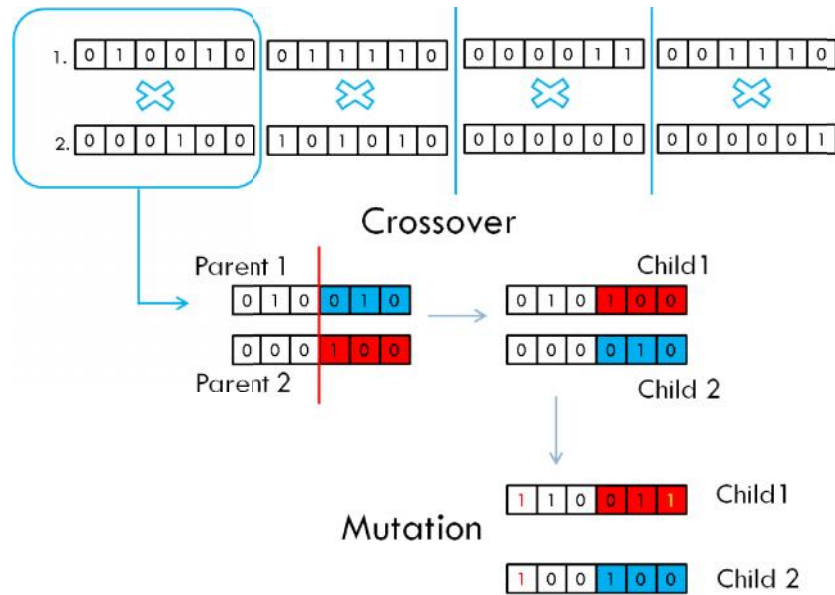 1. 0 1 0 0 1 0 0 1 1 1 1 0 0 0 0 0 1 1 0 0 1 1 1 0
2. 0 0 0 1 0 0 1 0 1 0 1 0 0 0 0 0 0 0 0 0 0 0 0 1
Crossover
Parent 1 Child1
0 1 0 0 1 0 0 1 0 1 0 0
0 0 0 1 0 0 0 0 0 0 1 0
Parent 2 Child 2
1 1 0 0 1 1 Child1
Mutation
1 0 0 1 0 0 Child 2